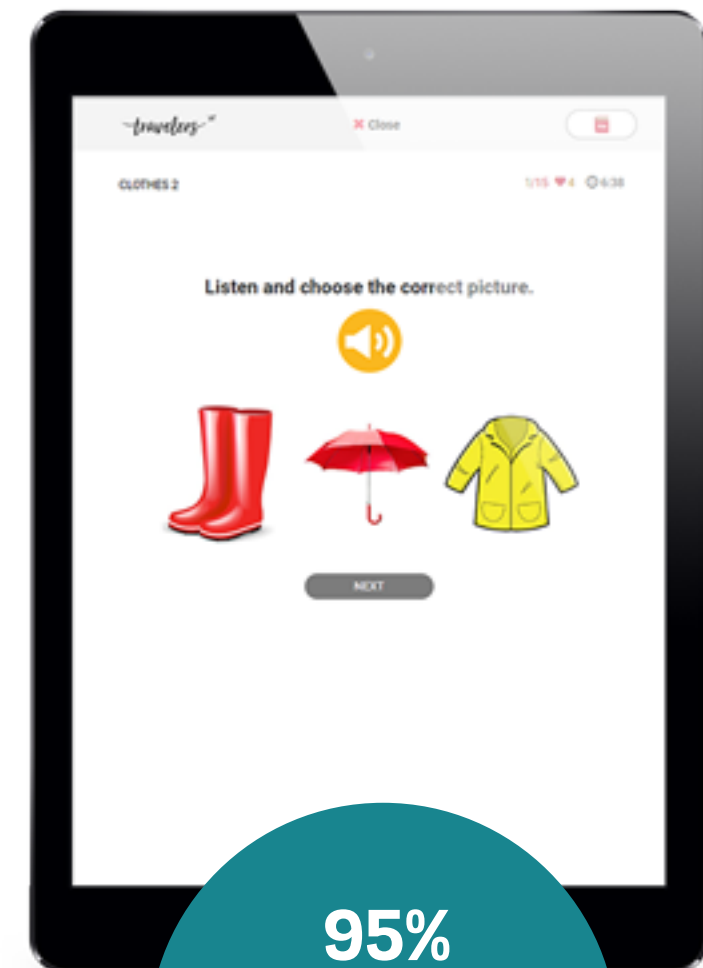 travelers
✖ Close
CLOTHES 2
1/15 ♥ 4 6:38
Listen and choose the correct picture.
NEXT
95%